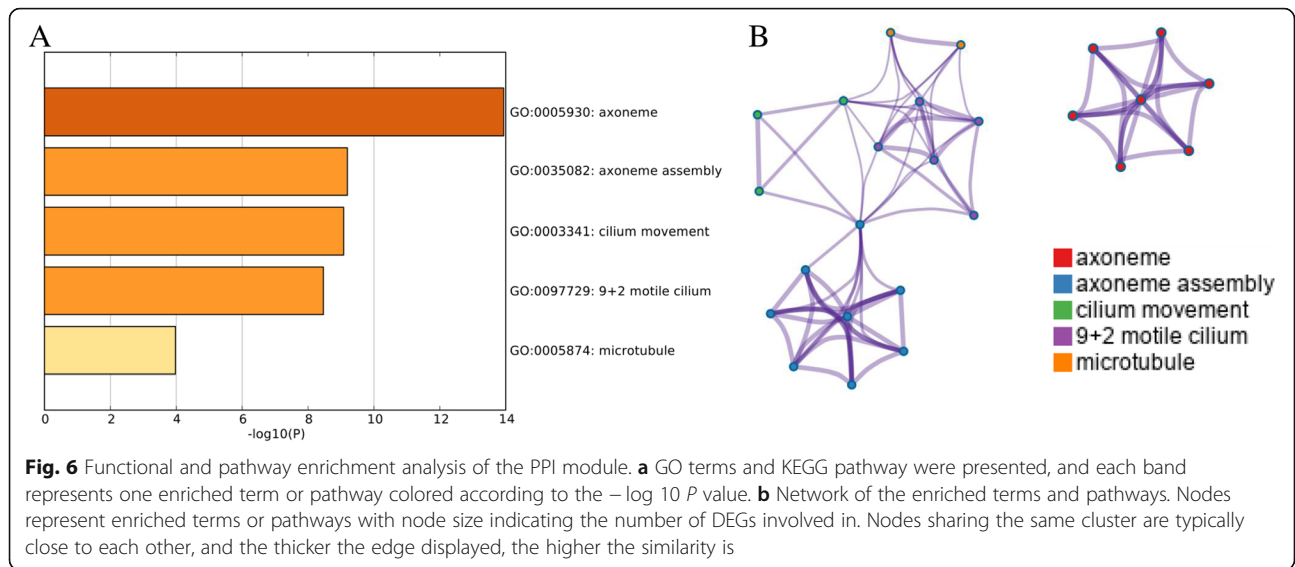 A
B
GO:0005930: axoneme
GO:0035082: axoneme assembly
GO:0003341: cilium movement
GO:0097729: 9+2 motile cilium
GO:0005874: microtubule
0 2 4 6 8 10 12 14
-log10(P)
axoneme
axoneme assembly
cilium movement
9+2 motile cilium
microtubule
Fig. 6 Functional and pathway enrichment analysis of the PPI module. a GO terms and KEGG pathway were presented, and each band
represents one enriched term or pathway colored according to the − log 10 P value. b Network of the enriched terms and pathways. Nodes
represent enriched terms or pathways with node size indicating the number of DEGs involved in. Nodes sharing the same cluster are typically
close to each other, and the thicker the edge displayed, the higher the similarity is